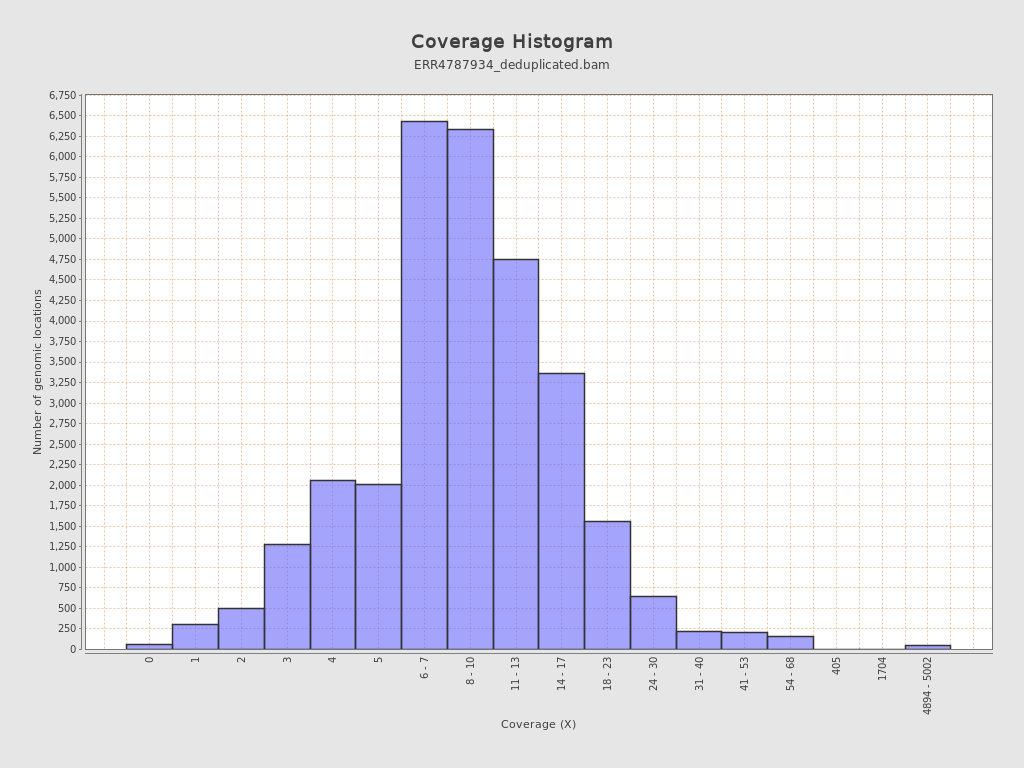 Coverage Histogram
ERR4787934_deduplicated.bam
6,750
6,500
6,250
6,000
5,750
5,500
5,250
5,000
4,750
4,500
4,250
4,000
3,750
3,500
3,250
3,000
2,750
2,500
2,250
2,000
1,750
1,500
1,250
1,000
750
500
250
0
Number of genomic locations
0
1
2
3
4
5
6 - 7
8 - 10
11 - 13
14 - 17
18 - 23
24 - 30
31 - 40
41 - 53
54 - 68
405
1704
4894 - 5002
Coverage (X)